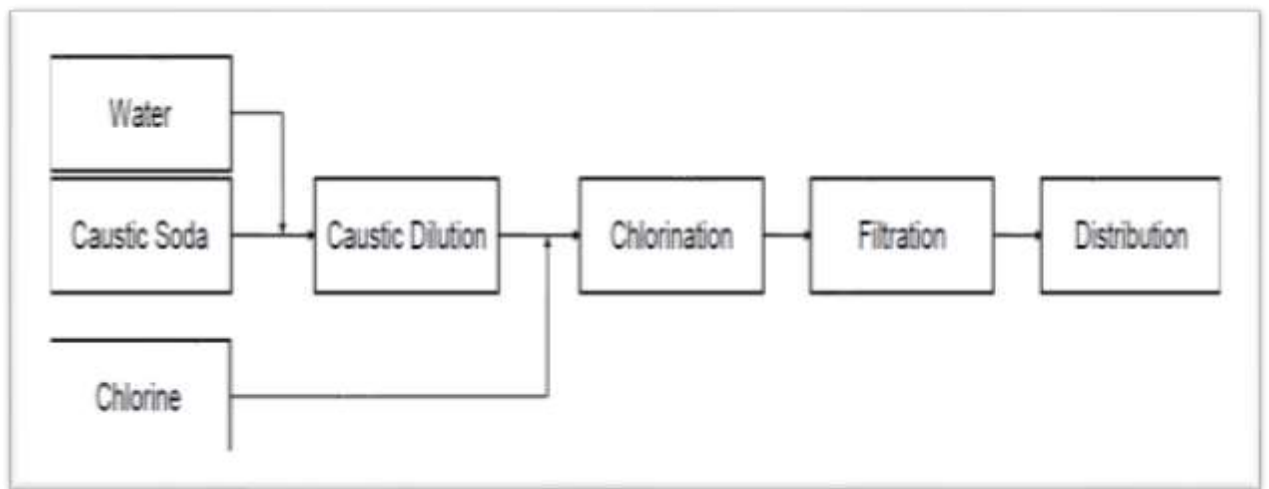 Water
Caustic Soda
Caustic Dilution
Chlorination
Filtration
Distribution
Chlorine